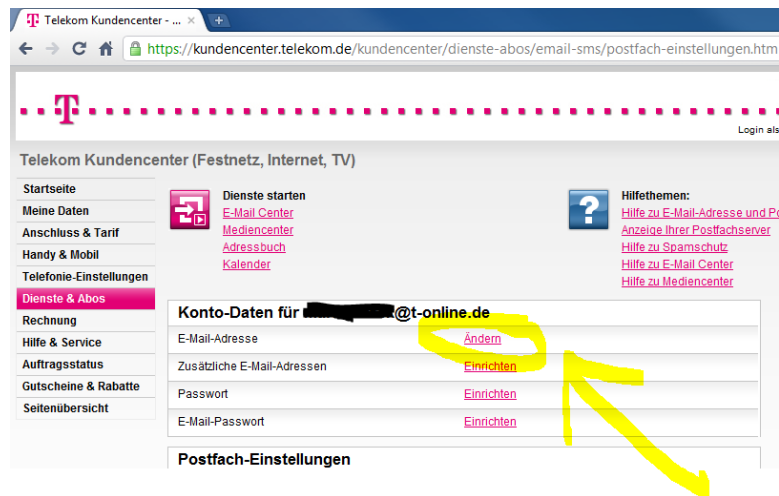 Telekom Kundencenter - ... ×
https://kundencenter.telekom.de/kundencenter/dienste-abos/email-sms/postfach-einstellungen.htm
T
Login als
Telekom Kundencenter (Festnetz, Internet, TV)
Startseite
Meine Daten
Anschluss & Tarif
Handy & Mobil
Telefonie-Einstellungen
Dienste & Abos
Rechnung
Hilfe & Service
Auftragsstatus
Gutscheine & Rabatte
Seitenübersicht
Dienste starten
E-Mail Center
Mediencenter
Adressbuch
Kalender
?
Hilfethemen:
Hilfe zu E-Mail-Adresse und Po
Anzeige Ihrer Postfachserver
Hilfe zu Spamschutz
Hilfe zu E-Mail Center
Hilfe zu Mediencenter
Konto-Daten für @t-online.de
E-Mail-Adresse Ändern
Zusätzliche E-Mail-Adressen Einrichten
Passwort Einrichten
E-Mail-Passwort Einrichten
Postfach-Einstellungen